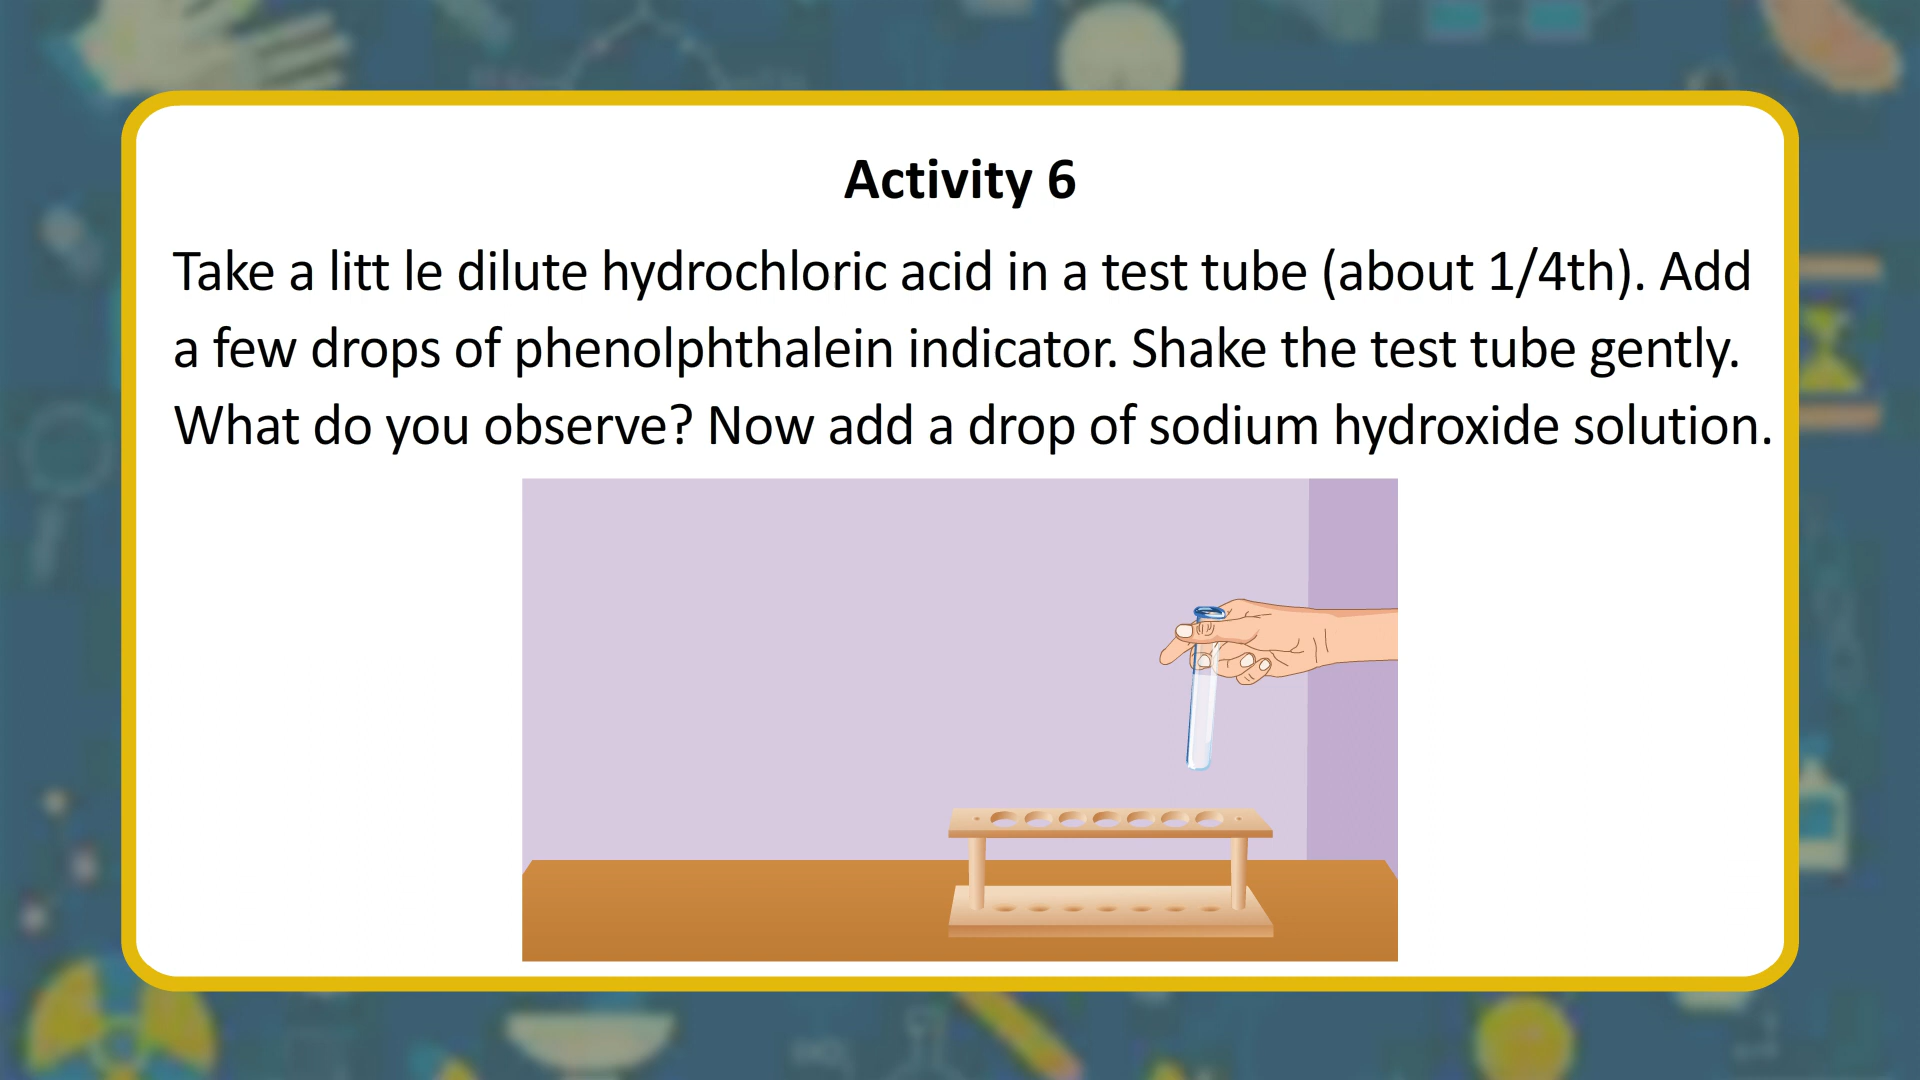 Activity 6
Take a litt le dilute hydrochloric acid in a test tube (about 1/4th). Add
a few drops of phenolphthalein indicator. Shake the test tube gently.
What do you observe? Now add a drop of sodium hydroxide solution.